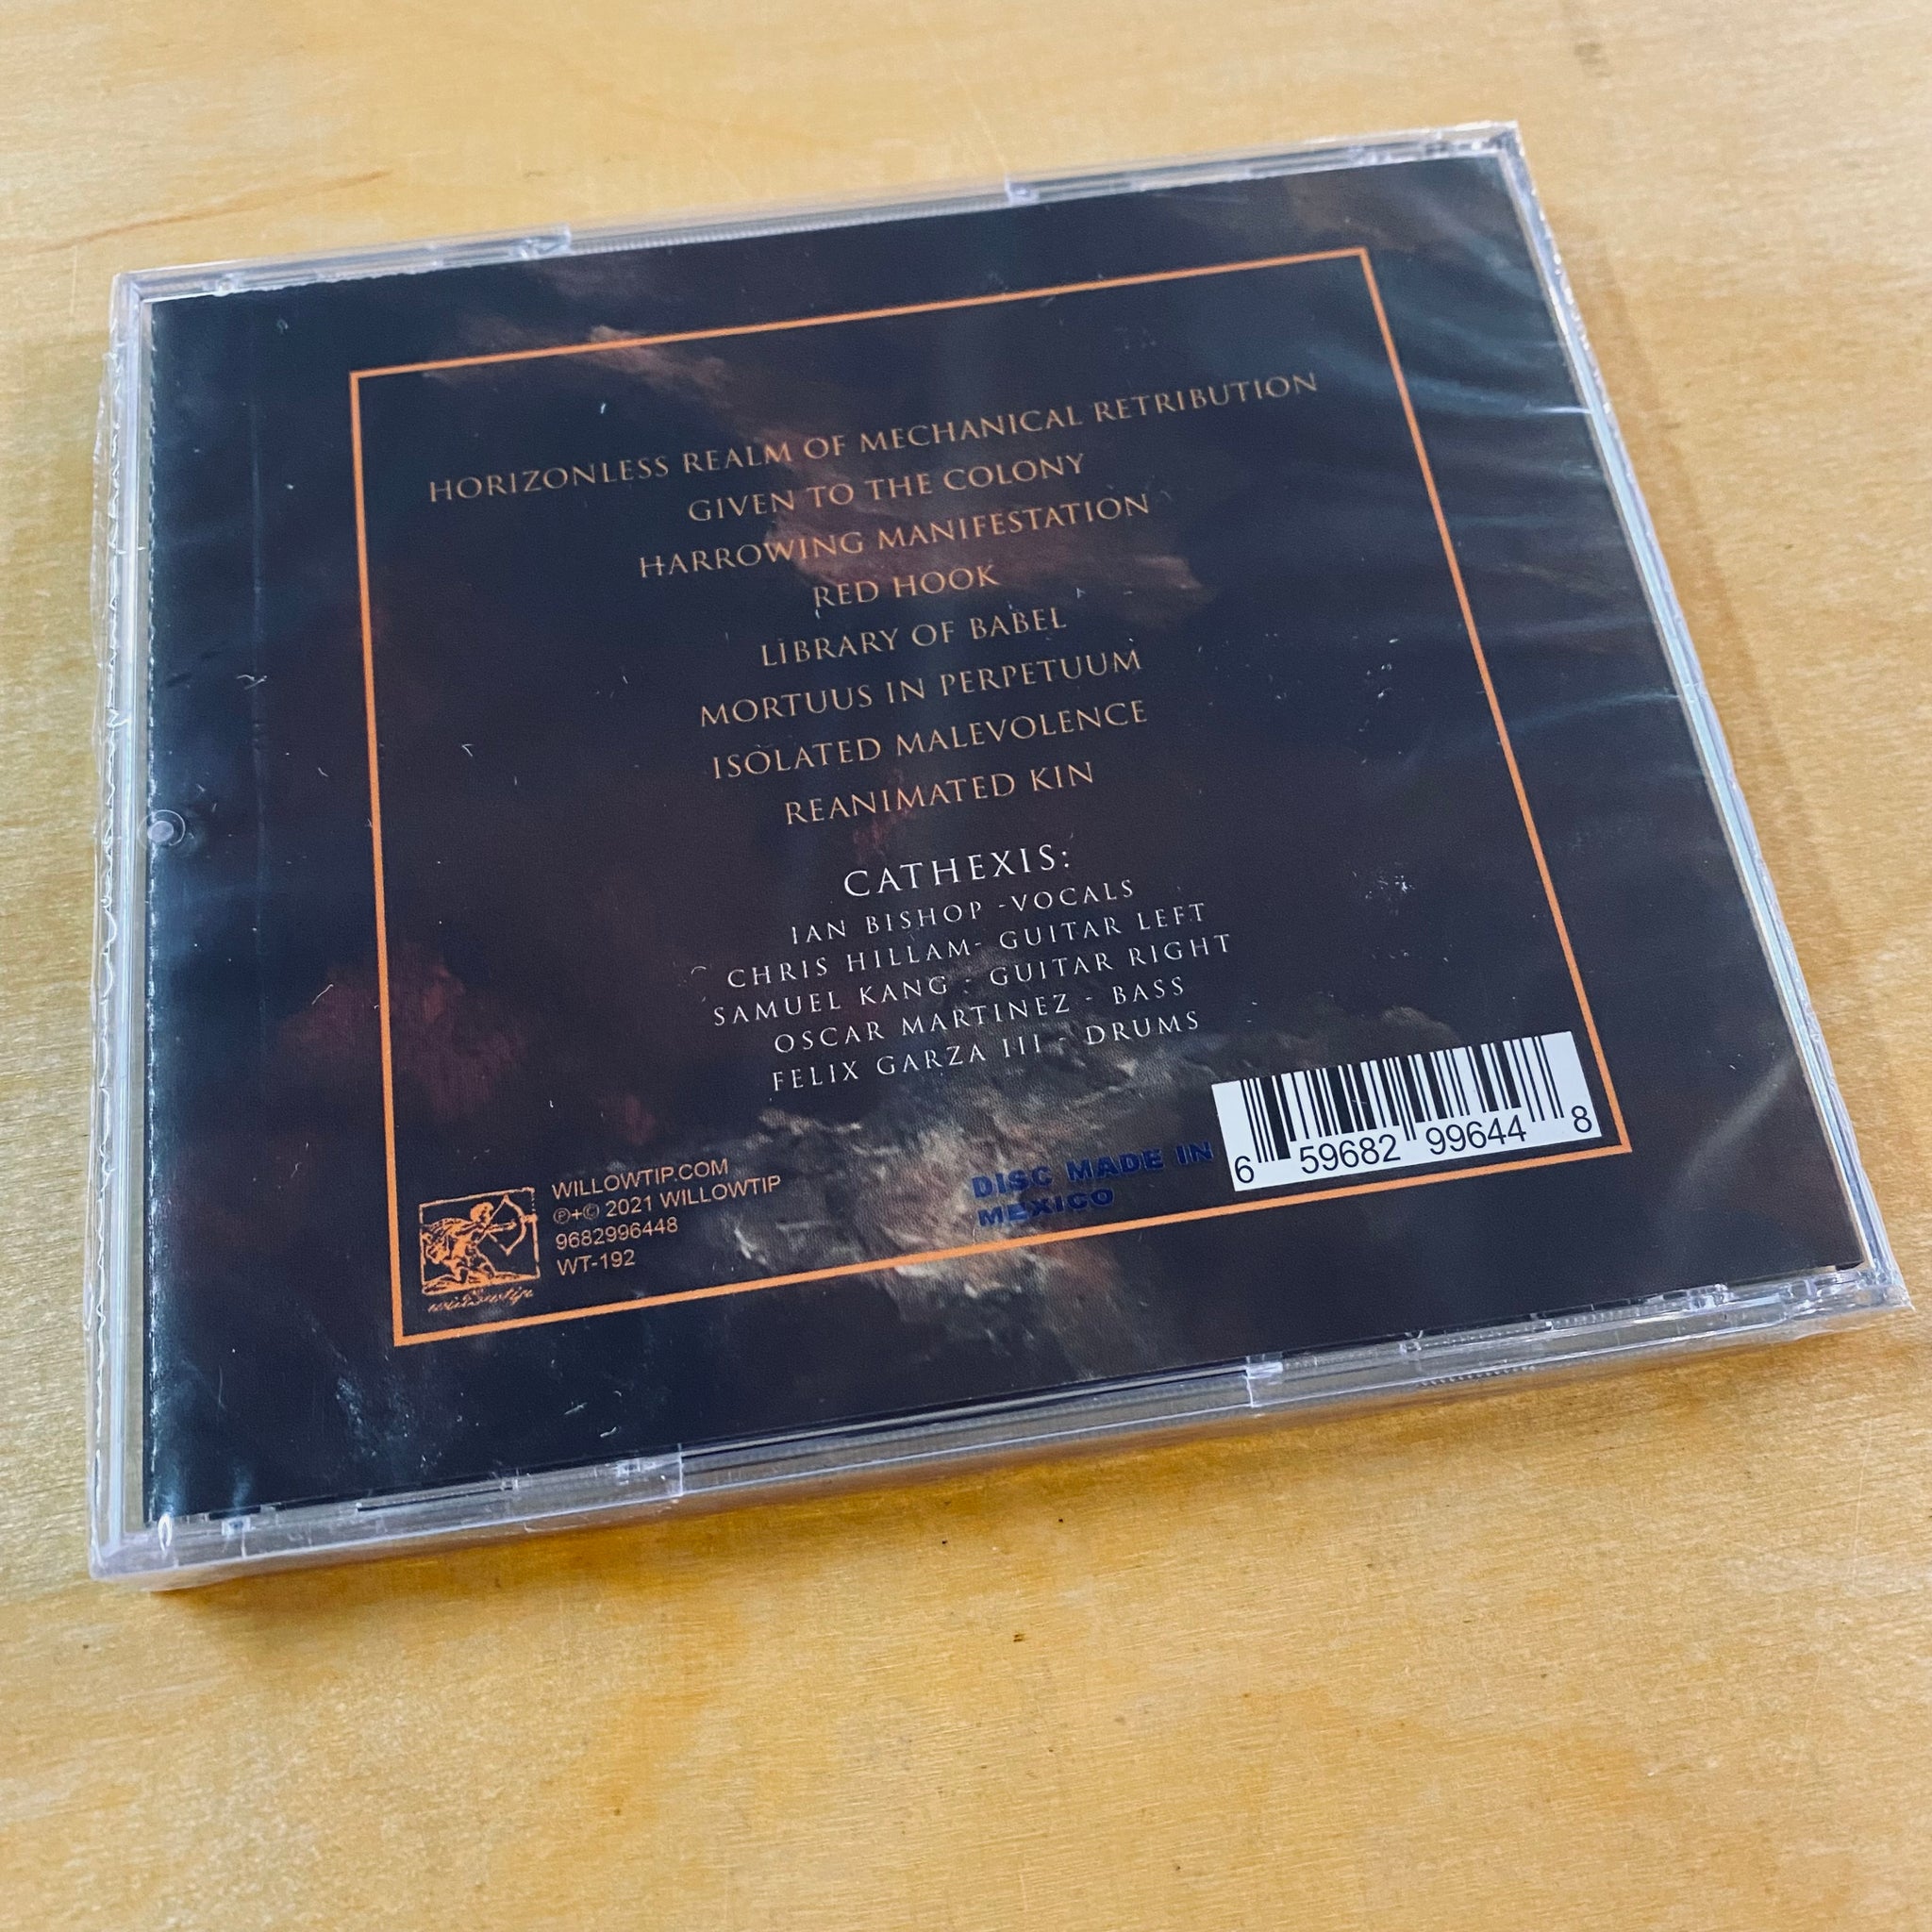 HORIZONLESS REALM OF MECHANICAL RETRIBUTION
GIVEN TO THE COLONY
HARROWING MANIFESTATION
RED HOOK
LIBRARY OF BABEL
MORTUUS IN PERPETUUM
ISOLATED MALEVOLENCE
REANIMATED KIN
CATHEXIS:
IAN BISHOP -VOCALS
CHRIS HILLAM- GUITAR LEFT
SAMUEL KANG - GUITAR RIGHT
OSCAR MARTINEZ - BASS
FELIX GARZA III - DRUMS
willowtip
WILLOWTIP.COM
℗+© 2021 WILLOWTIP
9682996448
WT-192
DISC MADE IN
MEXICO
6 59682 99644 8